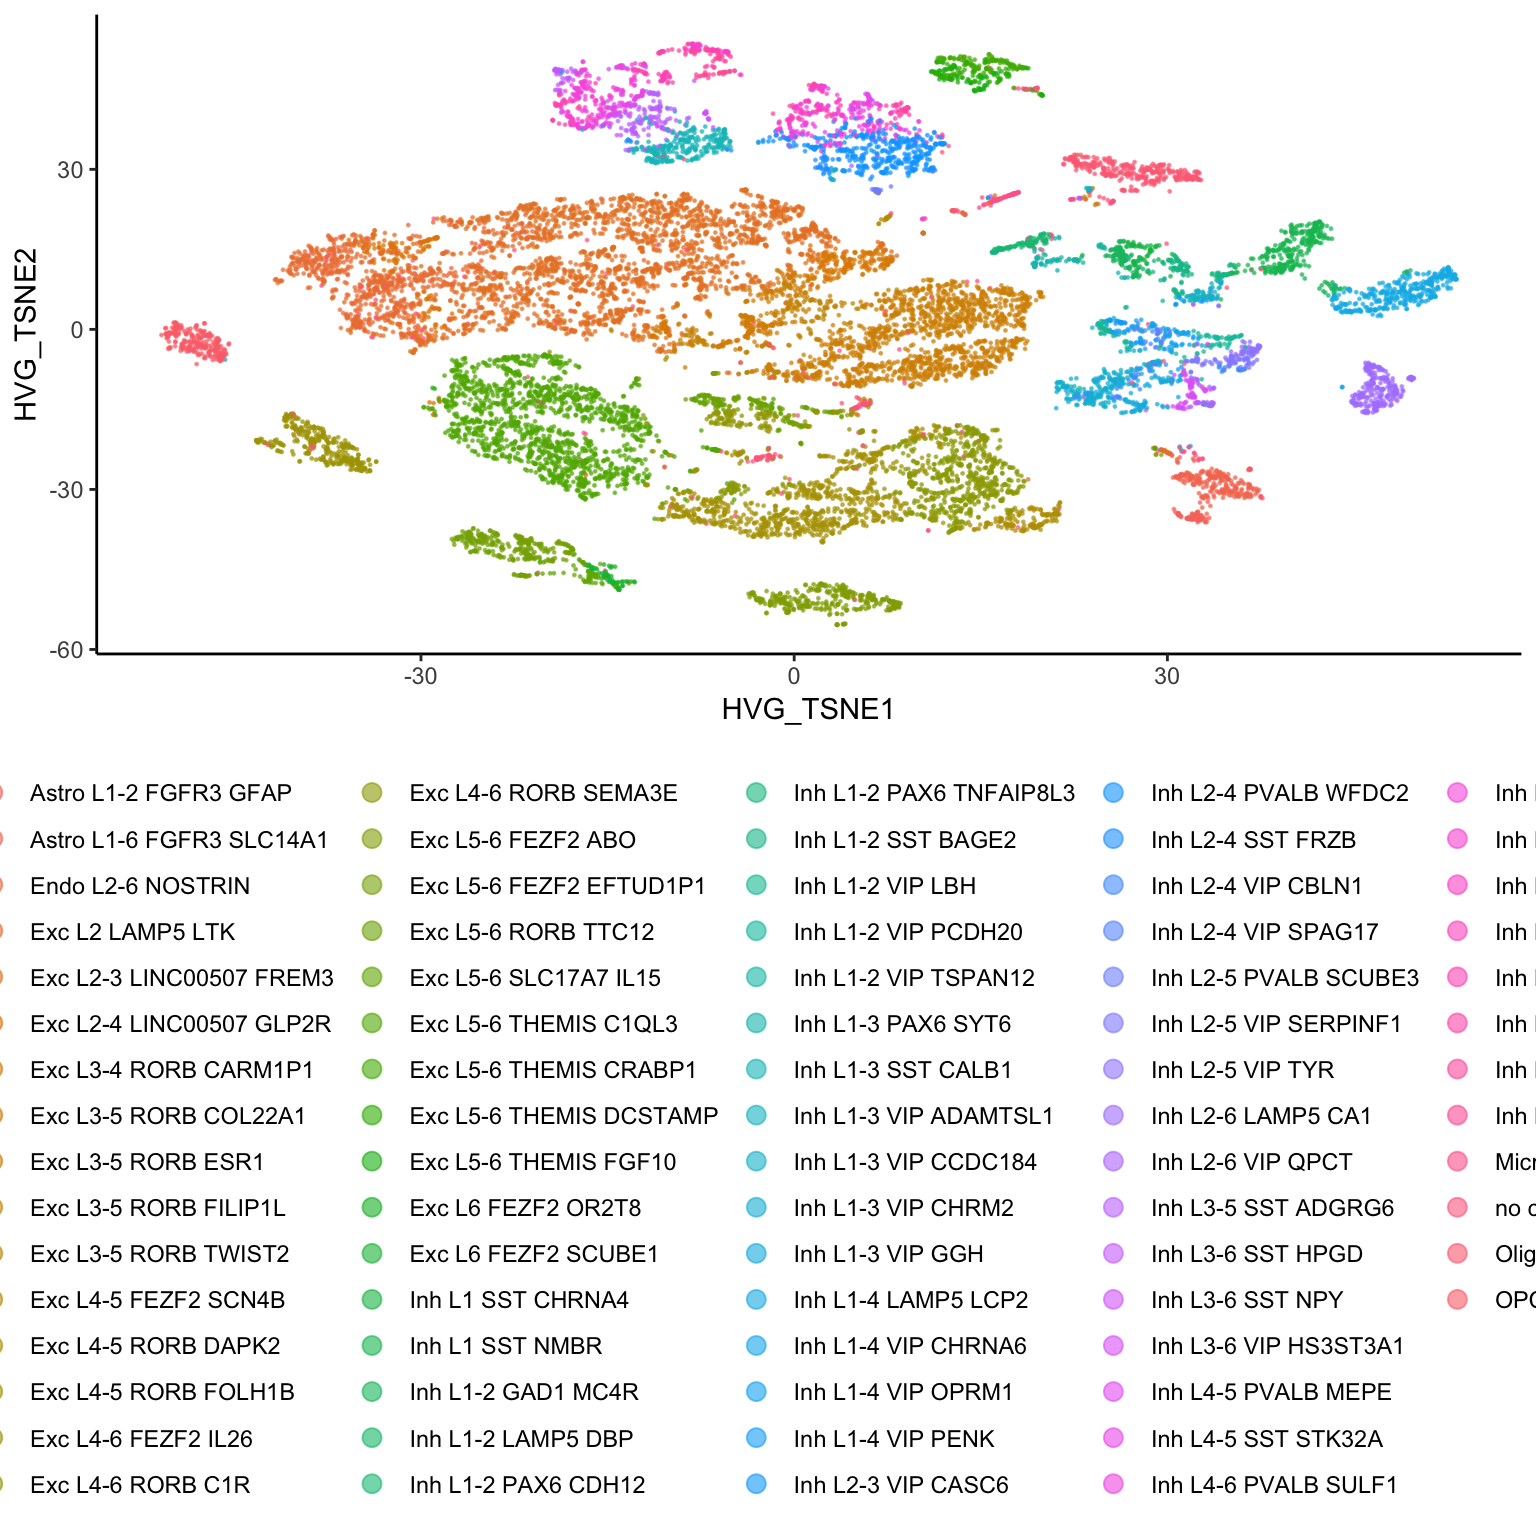 HVG_TSNE2
30
0
-30
-60
-30
0
30
HVG_TSNE1
Astro L1-2 FGFR3 GFAP
Astro L1-6 FGFR3 SLC14A1
Endo L2-6 NOSTRIN
Exc L2 LAMP5 LTK
Exc L2-3 LINC00507 FREM3
Exc L2-4 LINC00507 GLP2R
Exc L3-4 RORB CARM1P1
Exc L3-5 RORB COL22A1
Exc L3-5 RORB ESR1
Exc L3-5 RORB FILIP1L
Exc L3-5 RORB TWIST2
Exc L4-5 FEZF2 SCN4B
Exc L4-5 RORB DAPK2
Exc L4-5 RORB FOLH1B
Exc L4-6 FEZF2 IL26
Exc L4-6 RORB C1R
Exc L4-6 RORB SEMA3E
Exc L5-6 FEZF2 ABO
Exc L5-6 FEZF2 EFTUD1P1
Exc L5-6 RORB TTC12
Exc L5-6 SLC17A7 IL15
Exc L5-6 THEMIS C1QL3
Exc L5-6 THEMIS CRABP1
Exc L5-6 THEMIS DCSTAMP
Exc L5-6 THEMIS FGF10
Exc L6 FEZF2 OR2T8
Exc L6 FEZF2 SCUBE1
Inh L1 SST CHRNA4
Inh L1 SST NMBR
Inh L1-2 GAD1 MC4R
Inh L1-2 LAMP5 DBP
Inh L1-2 PAX6 CDH12
Inh L1-2 PAX6 TNFAIP8L3
Inh L1-2 SST BAGE2
Inh L1-2 VIP LBH
Inh L1-2 VIP PCDH20
Inh L1-2 VIP TSPAN12
Inh L1-3 PAX6 SYT6
Inh L1-3 SST CALB1
Inh L1-3 VIP ADAMTSL1
Inh L1-3 VIP CCDC184
Inh L1-3 VIP CHRM2
Inh L1-3 VIP GGH
Inh L1-4 LAMP5 LCP2
Inh L1-4 VIP CHRNA6
Inh L1-4 VIP OPRM1
Inh L1-4 VIP PENK
Inh L2-3 VIP CASC6
Inh L2-4 PVALB WFDC2
Inh L2-4 SST FRZB
Inh L2-4 VIP CBLN1
Inh L2-4 VIP SPAG17
Inh L2-5 PVALB SCUBE3
Inh L2-5 VIP SERPINF1
Inh L2-5 VIP TYR
Inh L2-6 LAMP5 CA1
Inh L2-6 VIP QPCT
Inh L3-5 SST ADGRG6
Inh L3-6 SST HPGD
Inh L3-6 SST NPY
Inh L3-6 VIP HS3ST3A1
Inh L4-5 PVALB MEPE
Inh L4-5 SST STK32A
Inh L4-6 PVALB SULF1
Inh
Inh
Inh
Inh
Inh
Inh
Inh
Inh
no